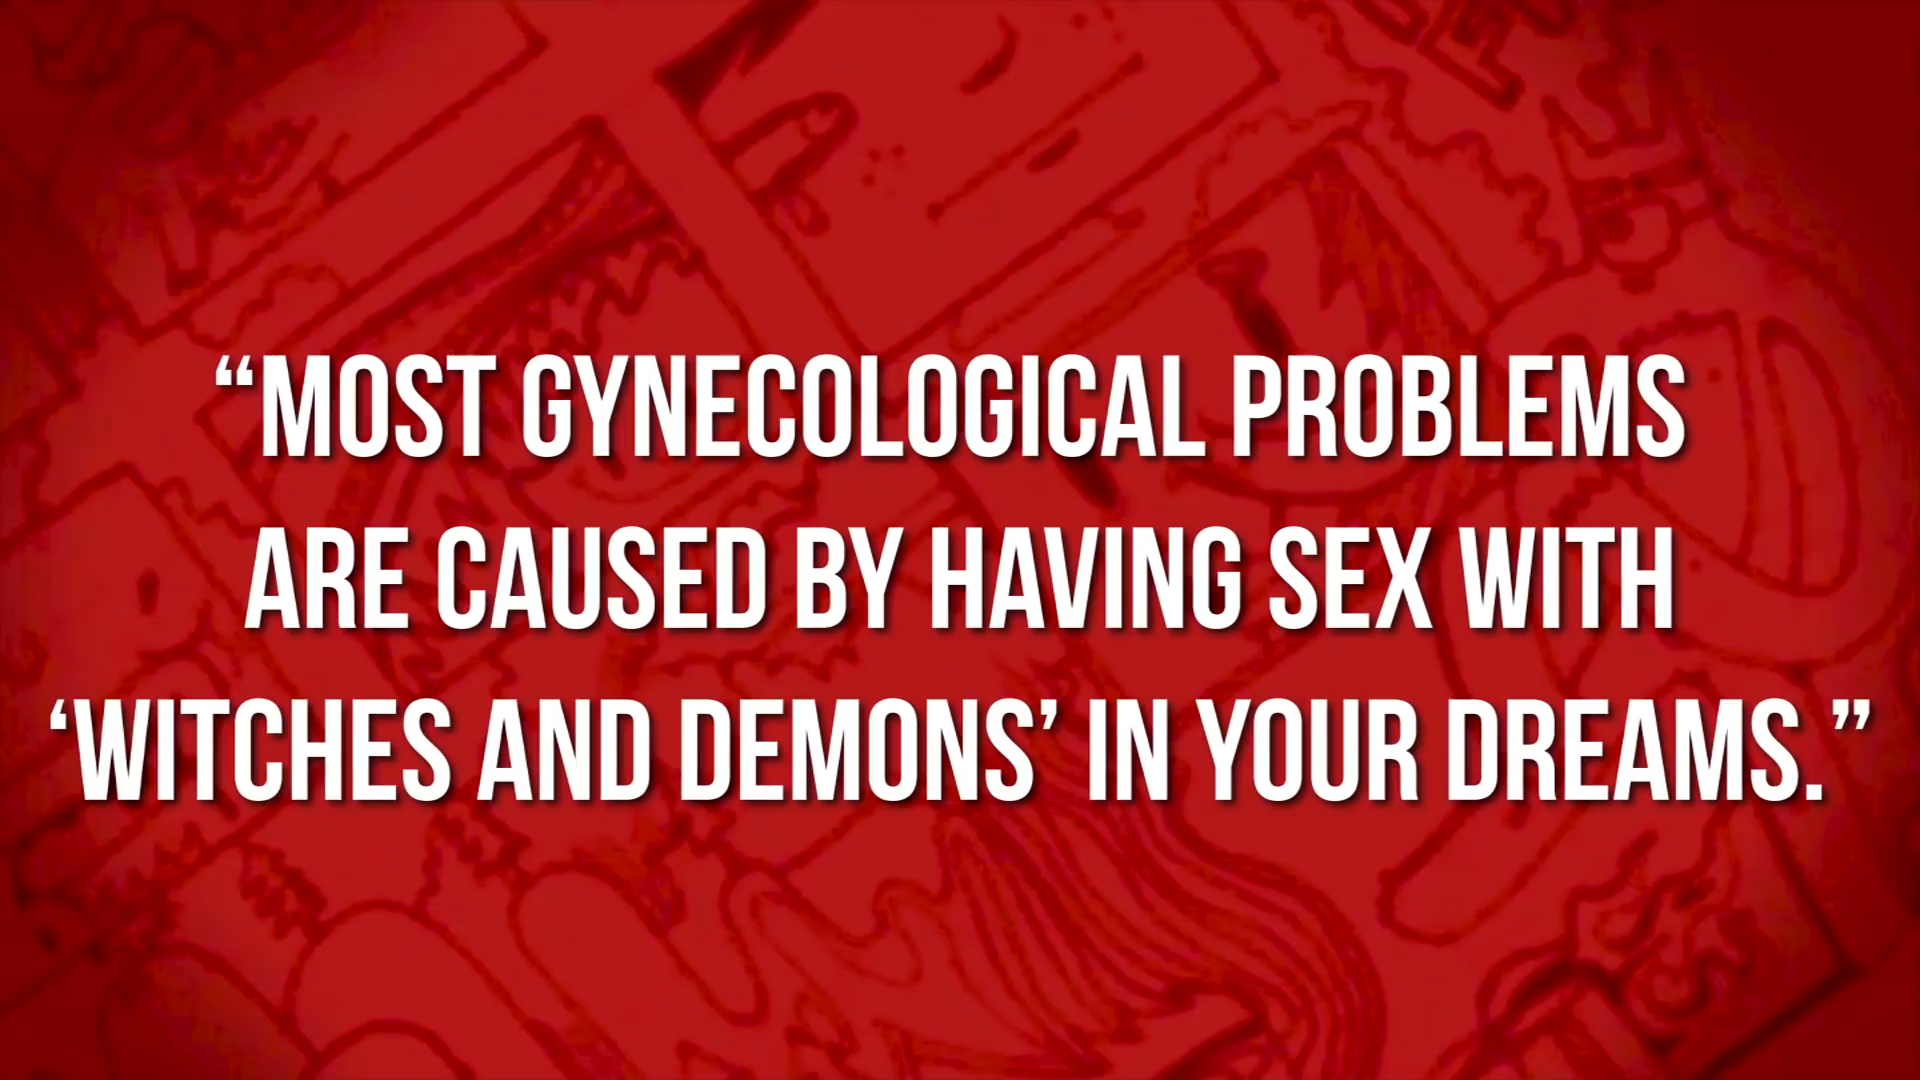 “MOST GYNECOLOGICAL PROBLEMS
ARE CAUSED BY HAVING SEX WITH
‘WITCHES AND DEMONS’ IN YOUR DREAMS.”